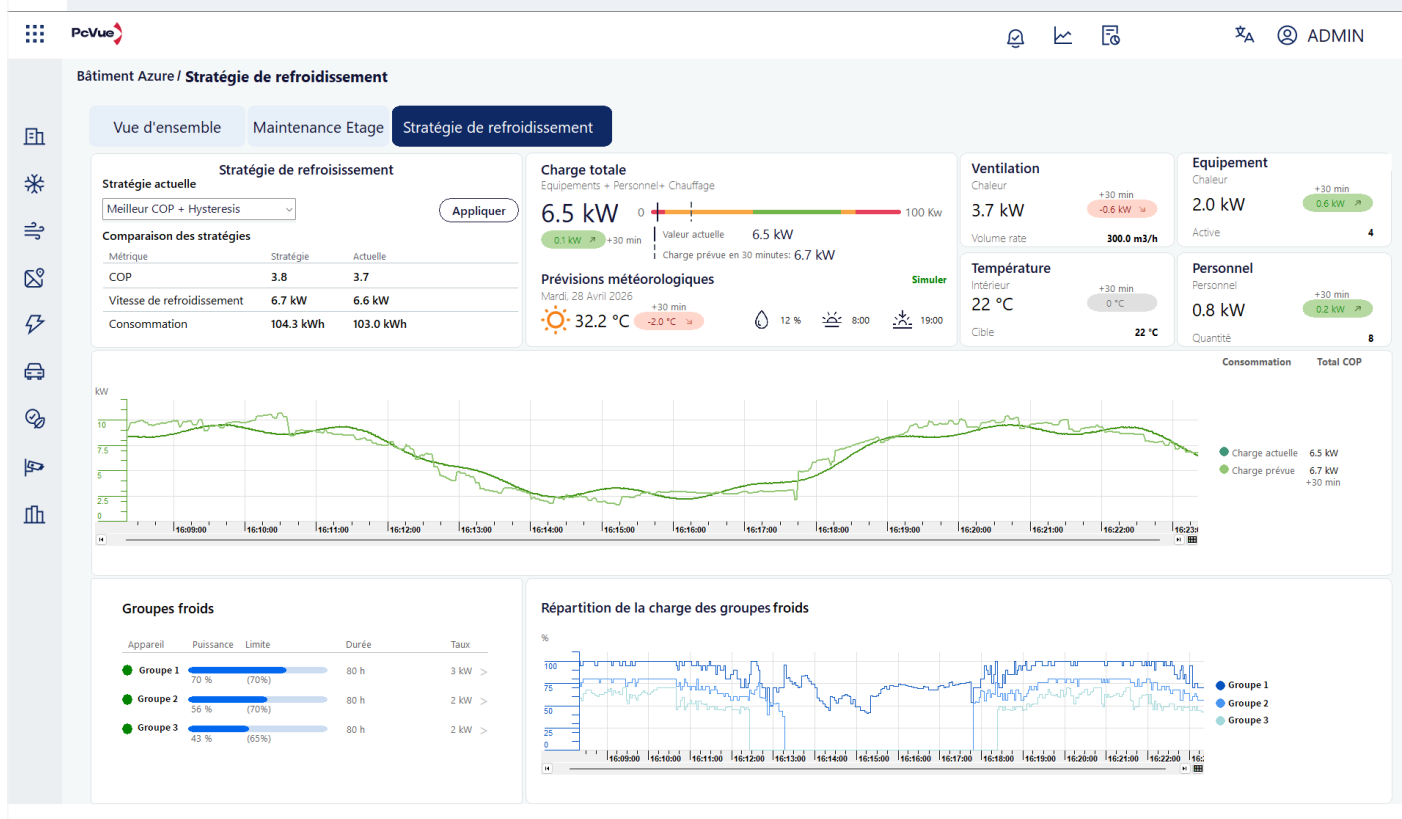 PcVue
ADMIN
Bâtiment Azure / Stratégie de refroidissement
Vue d'ensemble
Maintenance Etage
Stratégie de refroidissement
Stratégie de refroisissement
Stratégie actuelle
Meilleur COP + Hysteresis
Appliquer
Comparaison des stratégies
Métrique Stratégie Actuelle
COP 3.8 3.7
Vitesse de refroidissement 6.7 kW 6.6 kW
Consommation 104.3 kWh 103.0 kWh
Charge totale
Equipements + Personnel+ Chauffage
6.5 kW 0 100 Kw
0.1 kW +30 min
Valeur actuelle 6.5 kW
Charge prévue en 30 minutes: 6.7 kW
Prévisions météorologiques Simuler
Mardi, 28 Avril 2026
+30 min
32.2 °C -2.0 °C 12 % 8:00 19:00
Ventilation
Chaleur
+30 min
3.7 kW -0.6 kW
Volume rate 300.0 m3/h
Equipement
Chaleur
+30 min
2.0 kW 0.6 kW
Active 4
Température
Intérieur
+30 min
22 °C 0 °C
Cible 22 °C
Personnel
Personnel
+30 min
0.8 kW 0.2 kW
Quantité 8
Consommation Total COP
kW
10
7.5
5
2.5
0
16:09:00 16:10:00 16:11:00 16:12:00 16:13:00 16:14:00 16:15:00 16:16:00 16:17:00 16:18:00 16:19:00 16:20:00 16:21:00 16:22:00 16:23:
Charge actuelle 6.5 kW
Charge prévue 6.7 kW
+30 min
Groupes froids
Appareil Puissance Limite Durée Taux
Groupe 1 80 h 3 kW >
70 % (70%)
Groupe 2 80 h 2 kW >
56 % (70%)
Groupe 3 80 h 2 kW >
43 % (65%)
Répartition de la charge des groupes froids
%
100
75
50
25
0
16:09:00 16:10:00 16:11:00 16:12:00 16:13:00 16:14:00 16:15:00 16:16:00 16:17:00 16:18:00 16:19:00 16:20:00 16:21:00 16:22:00 16:
Groupe 1
Groupe 2
Groupe 3